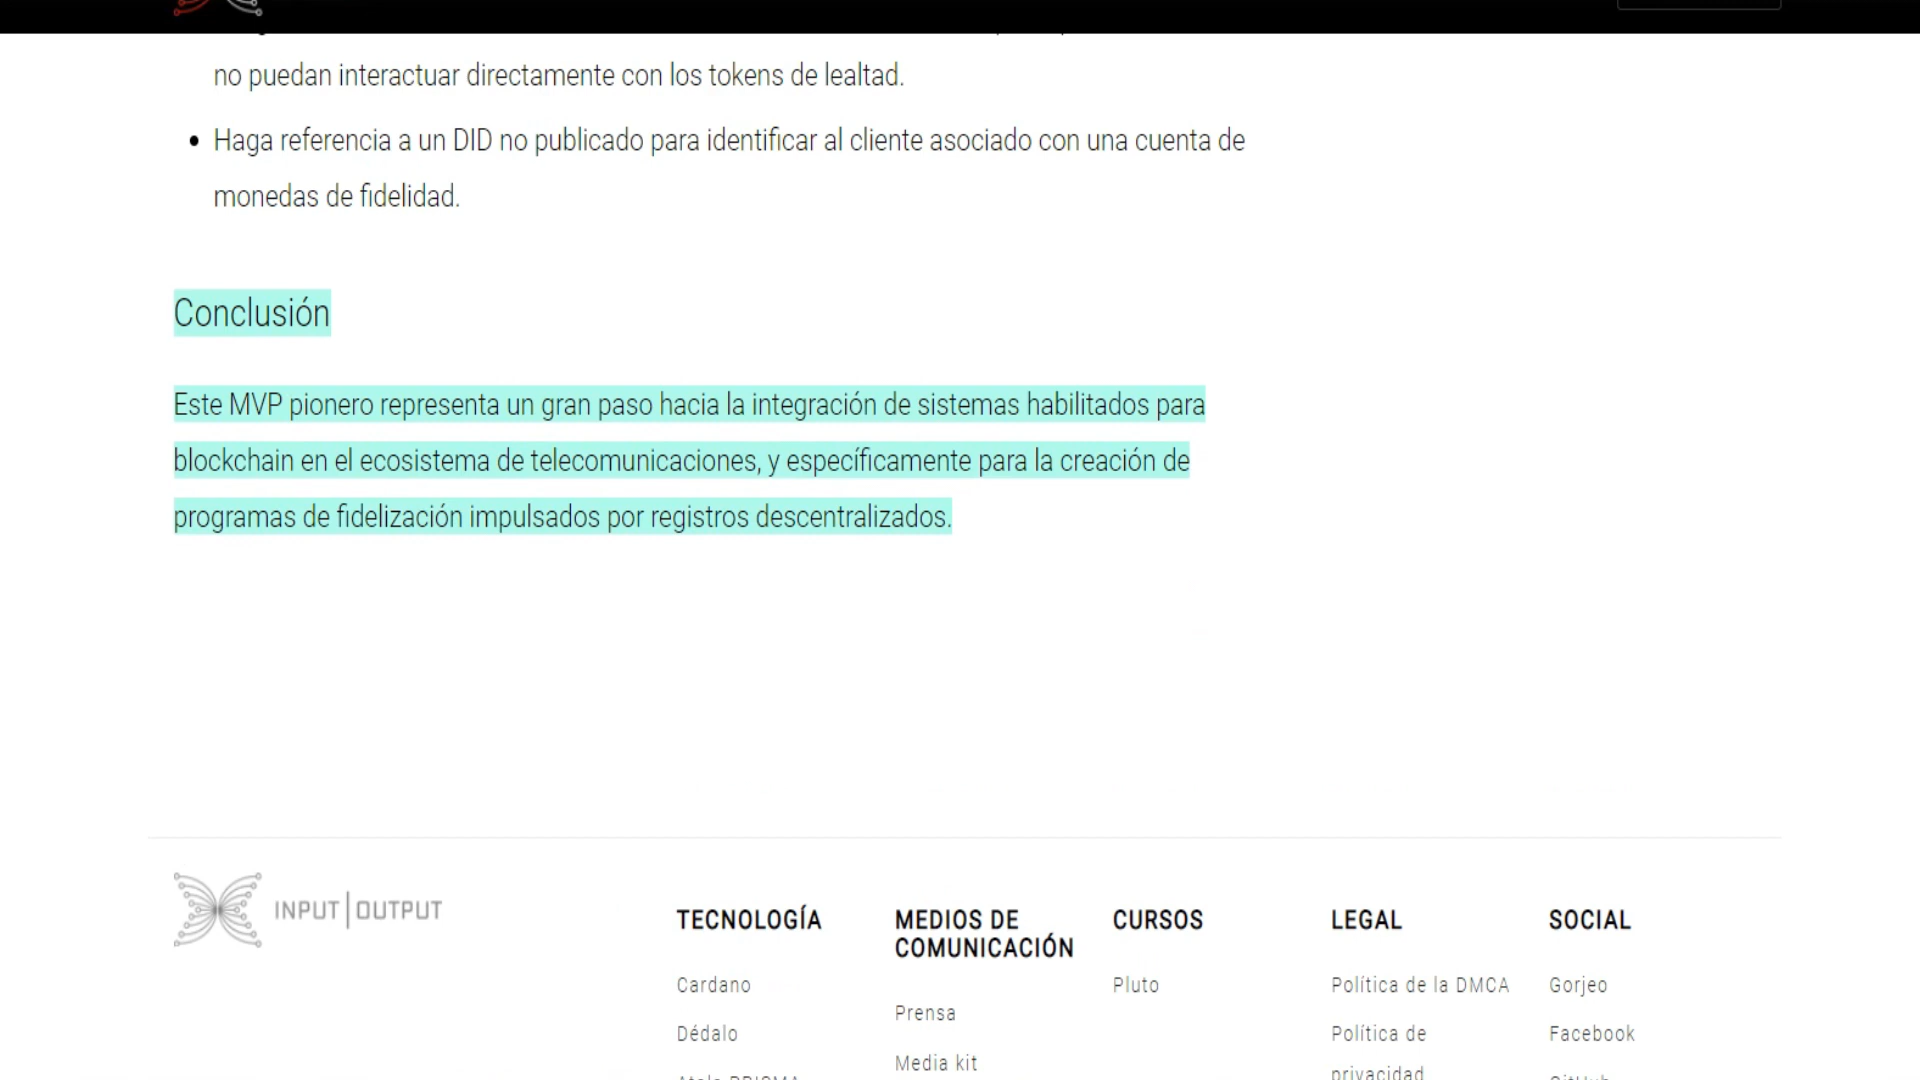 no puedan interactuar directamente con los tokens de lealtad.
• Haga referencia a un DID no publicado para identificar al cliente asociado con una cuenta de
monedas de fidelidad.
Conclusión
Este MVP pionero representa un gran paso hacia la integración de sistemas habilitados para
blockchain en el ecosistema de telecomunicaciones, y específicamente para la creación de
programas de fidelización impulsados por registros descentralizados.
INPUT | OUTPUT
TECNOLOGÍA
Cardano
Dédalo
MEDIOS DE
COMUNICACIÓN
Prensa
Media kit
CURSOS
Pluto
LEGAL
Política de la DMCA
Política de
privacidad
SOCIAL
Gorjeo
Facebook